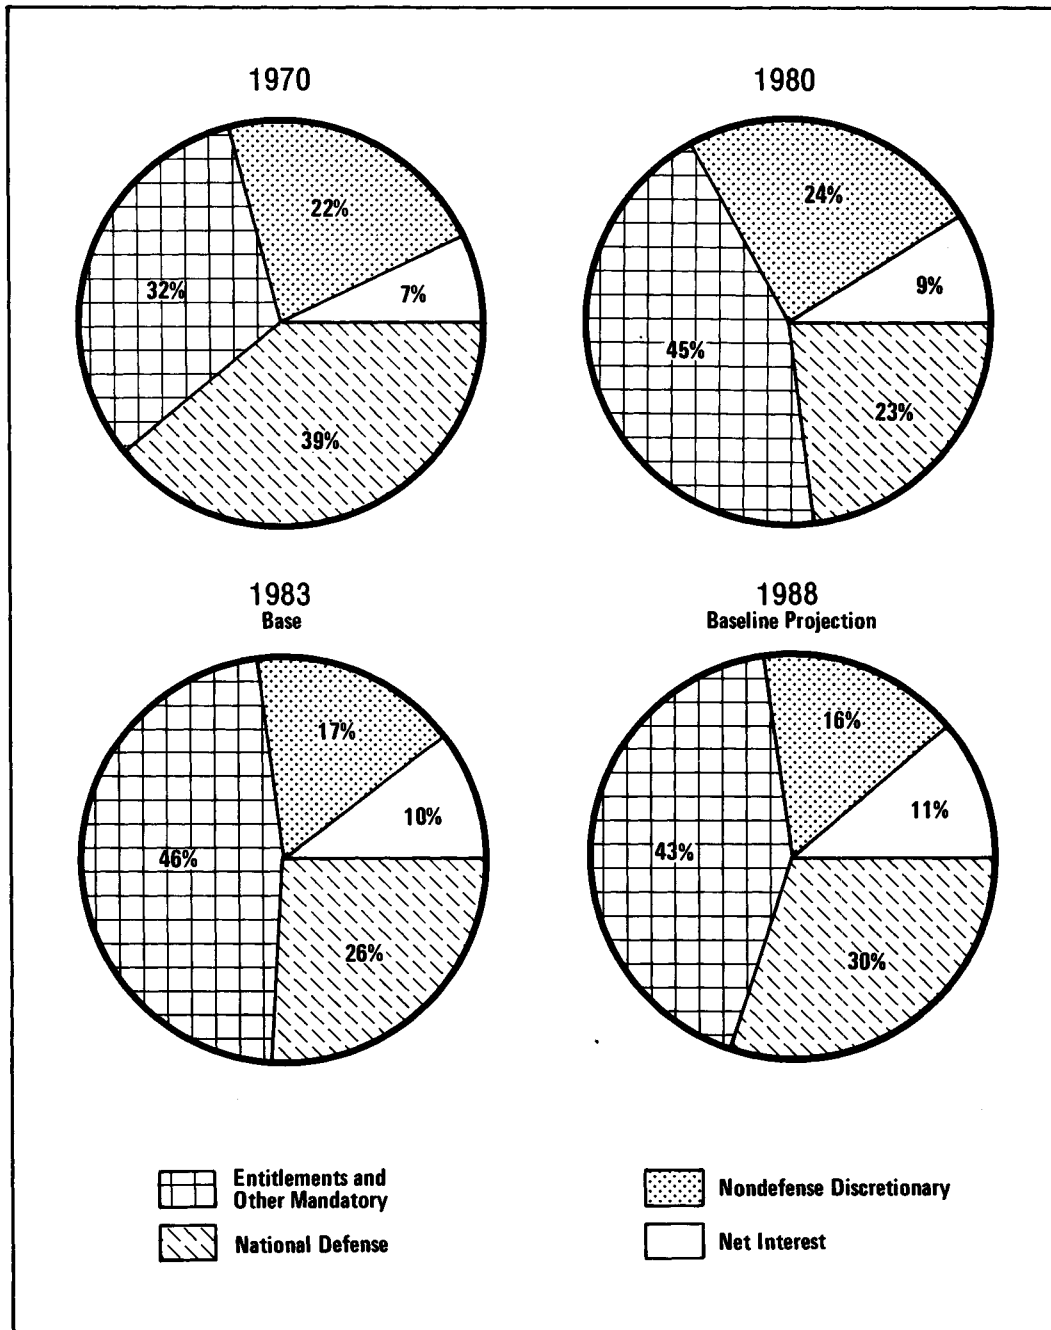 1970
22%
32%
7%
39%
1980
24%
9%
45%
23%
1983
Base
17%
10%
46%
26%
1988
Baseline Projection
16%
11%
43%
30%
Entitlements and
Other Mandatory
National Defense
Nondefense Discretionary
Net Interest